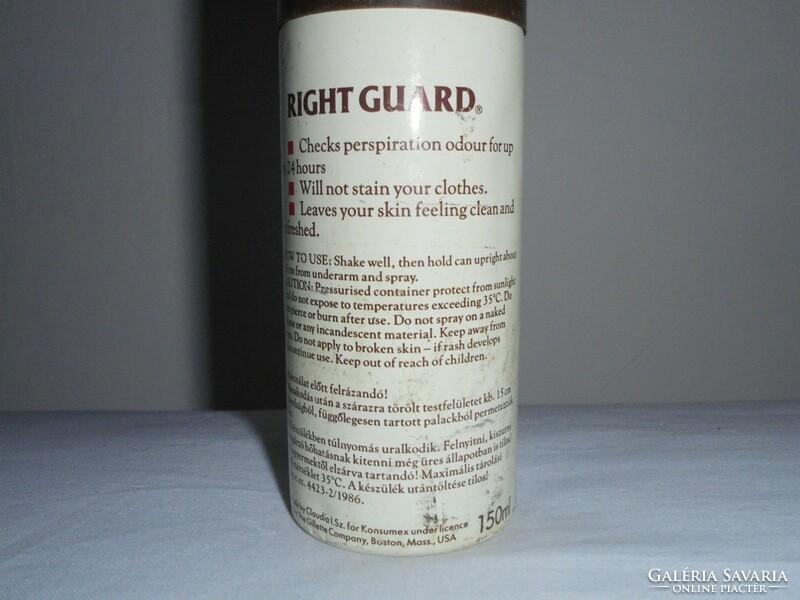 RIGHT GUARD®
Checks perspiration odour for up
24 hours
Will not stain your clothes.
Leaves your skin feeling clean and
freshed.
TO USE: Shake well, then hold can upright about
from underarm and spray.
Pressurised container protect from sunlight
do not expose to temperatures exceeding 35°C. Do
pierce or burn after use. Do not spray on a naked
or any incandescent material. Keep away from
Do not apply to broken skin – if rash develops
continue use. Keep out of reach of children.
előtt felrázandó!
után a szárazra törölt testfelületet kb. 15 cm
függőlegesen tartott palackból permetezzük
túlnyomás uralkodik. Felnyitni, kiszúrni
hőhatásnak kitenni még üres állapotban is tilos!
elzárva tartandó! Maximális tárolási
35°C. A készülék utántöltése tilos!
4423-2/1986.
by Claudia I.Sz. for Konsumex under licence
The Gillette Company, Boston, Mass., USA
150ml
GALÉRIA SAVARIA
ONLINE PIACTÉR